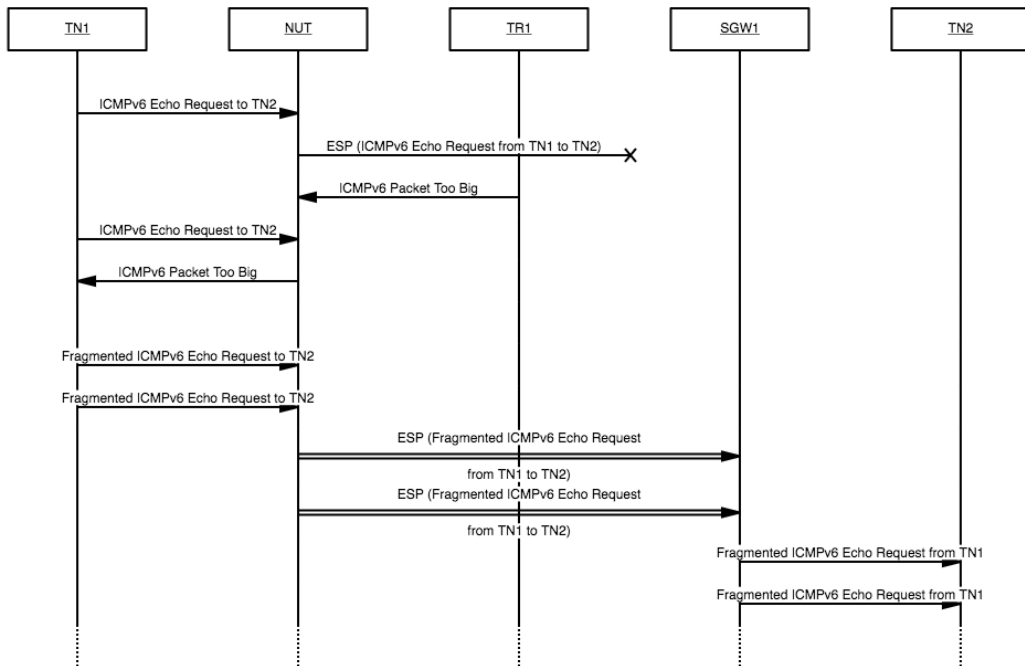 TN1
NUT
TR1
SGW1
TN2
ICMPv6 Echo Request to TN2
ESP (ICMPv6 Echo Request from TN1 to TN2)
ICMPv6 Packet Too Big
ICMPv6 Echo Request to TN2
ICMPv6 Packet Too Big
Fragmented ICMPv6 Echo Request to TN2
Fragmented ICMPv6 Echo Request to TN2
ESP (Fragmented ICMPv6 Echo Request
from TN1 to TN2)
ESP (Fragmented ICMPv6 Echo Request
from TN1 to TN2)
Fragmented ICMPv6 Echo Request from TN1
Fragmented ICMPv6 Echo Request from TN1